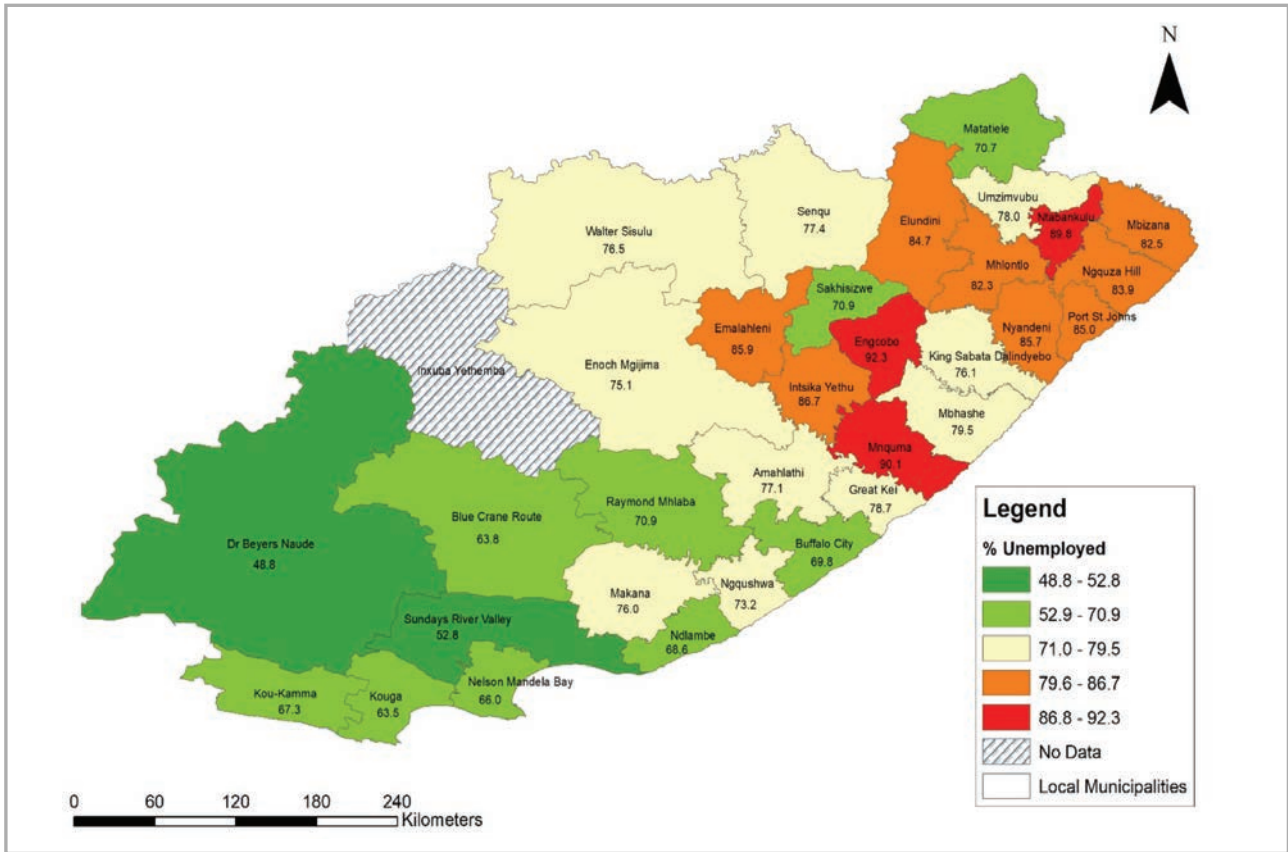 N
Matatiele
70.7
Umzimvubu
78.0
Ntabankulu
89.8
Mbizana
82.5
Senqu
77.4
Elundini
84.7
Walter Sisulu
76.5
Mhlontlo
82.3
Ngquza Hill
83.9
Sakhisizwe
70.9
Port St Johns
85.0
Nyandeni
85.7
Emalahleni
85.9
Engcobo
92.3
King Sabata Dalindyebo
76.1
Inxuba Yethemba
Enoch Mgijima
75.1
Intsika Yethu
86.7
Mbhashe
79.5
Mnquma
90.1
Amahlathi
77.1
Great Kei
78.7
Raymond Mhlaba
70.9
Blue Crane Route
63.8
Dr Beyers Naude
48.8
Buffalo City
69.8
Makana
76.0
Ngqushwa
73.2
Sundays River Valley
52.8
Ndlambe
68.6
Nelson Mandela Bay
66.0
Kou-Kamma
67.3
Kouga
63.5
Legend
% Unemployed
48.8 - 52.8
52.9 - 70.9
71.0 - 79.5
79.6 - 86.7
86.8 - 92.3
No Data
Local Municipalities
0 60 120 180 240
Kilometers